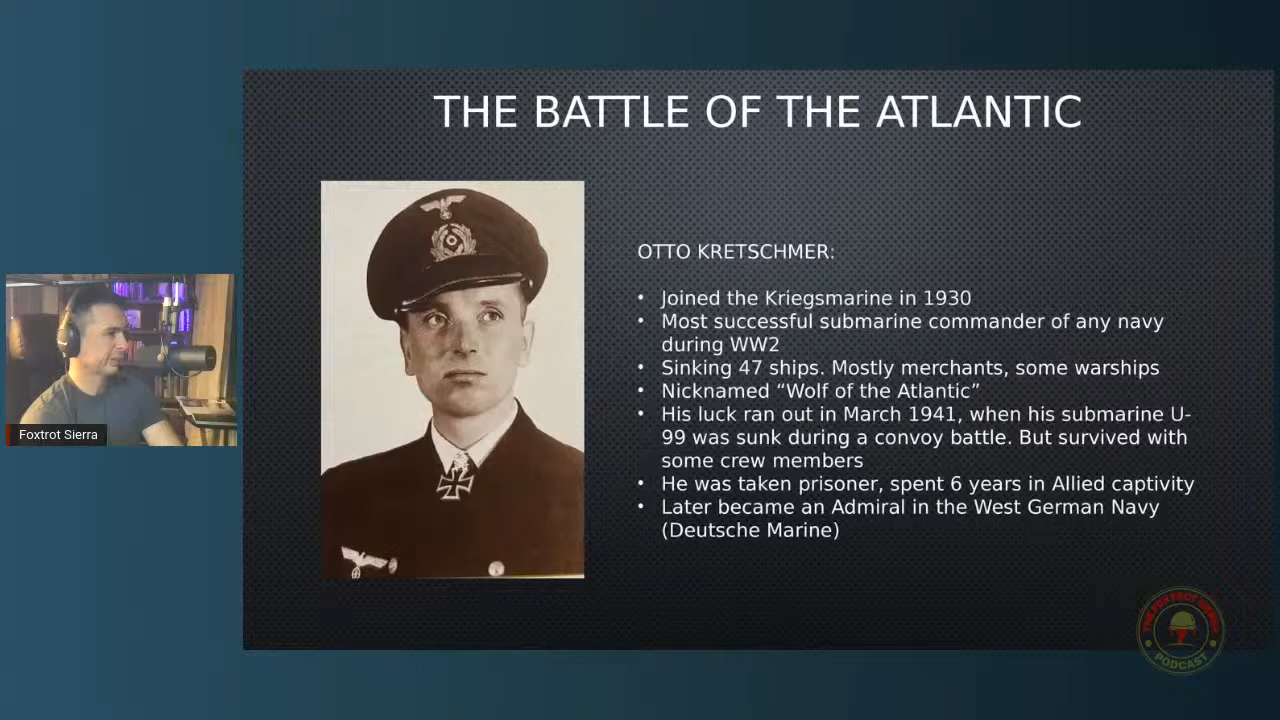 THE BATTLE OF THE ATLANTIC
OTTO KRETSCHMER:
• Joined the Kriegsmarine in 1930
• Most successful submarine commander of any navy
during WW2
• Sinking 47 ships. Mostly merchants, some warships
• Nicknamed “Wolf of the Atlantic”
• His luck ran out in March 1941, when his submarine U-
99 was sunk during a convoy battle. But survived with
some crew members
• He was taken prisoner, spent 6 years in Allied captivity
• Later became an Admiral in the West German Navy
(Deutsche Marine)
Foxtrot Sierra
THE FOXTROT SIERRA
PODCAST